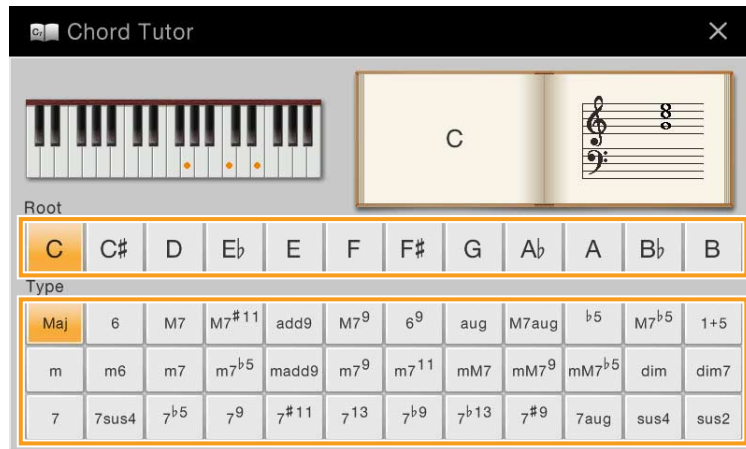 Chord Tutor
C
Root
C C♯ D E♭ E F F♯ G A♭ A B♭ B
Type
Maj 6 M7 M7♯11 add9 M7⁹ 6⁹ aug M7aug ♭5 M7♭5 1+5
m m6 m7 m7♭5 madd9 m7⁹ m7¹¹ mM7 mM7⁹ mM7♭5 dim dim7
7 7sus4 7♭5 7⁹ 7♯11 7¹³ 7♭9 7♭13 7♯9 7aug sus4 sus2